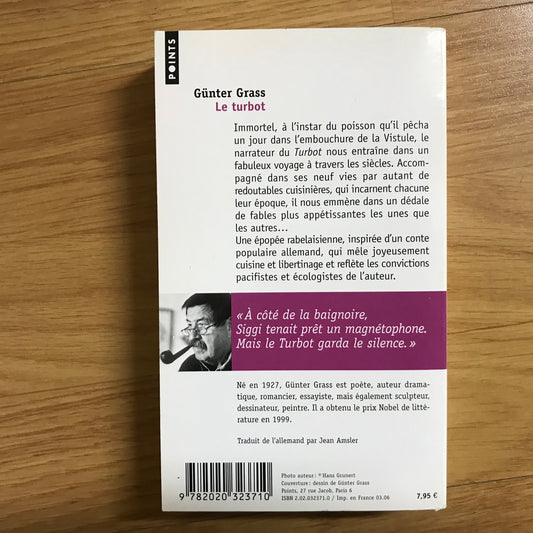 POINTS
Günter Grass
Le turbot
Immortel, à l'instar du poisson qu'il pêcha
un jour dans l'embouchure de la Vistule, le
narrateur du Turbot nous entraîne dans un
fabuleux voyage à travers les siècles. Accom-
pagné dans ses neuf vies par autant de
redoutables cuisinières, qui incarnent chacune
leur époque, il nous emmène dans un dédale
de fables plus appétissantes les unes que
les autres…
Une épopée rabelaisienne, inspirée d'un conte
populaire allemand, qui mêle joyeusement
cuisine et libertinage et reflète les convictions
pacifistes et écologistes de l'auteur.
« À côté de la baignoire,
Siggi tenait prêt un magnétophone.
Mais le Turbot garda le silence. »
Né en 1927, Günter Grass est poète, auteur drama-
tique, romancier, essayiste, mais également sculpteur,
dessinateur, peintre. Il a obtenu le prix Nobel de litté-
rature en 1999.
Traduit de l'allemand par Jean Amsler
Photo auteur : © Hans Grunert
Couverture : dessin de Günter Grass
Points, 27 rue Jacob, Paris 6
ISBN 2.02.032371.0 / Imp. en France 03.06
7,95 €
9 782020 323710